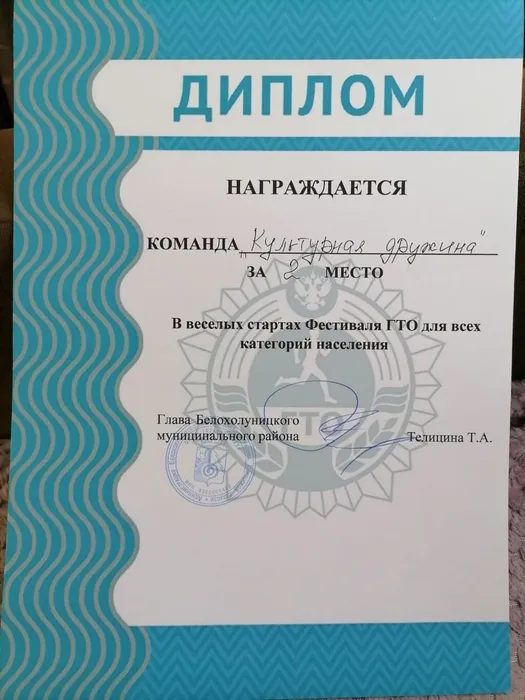 ДИПЛОМ
НАГРАЖДАЕТСЯ
КОМАНДА „Культурная дружина"
ЗА 2 МЕСТО
В веселых стартах Фестиваля ГТО для всех
категорий населения
ГТО
Глава Белохолуницкого
муниципального района Телицина Т.А.